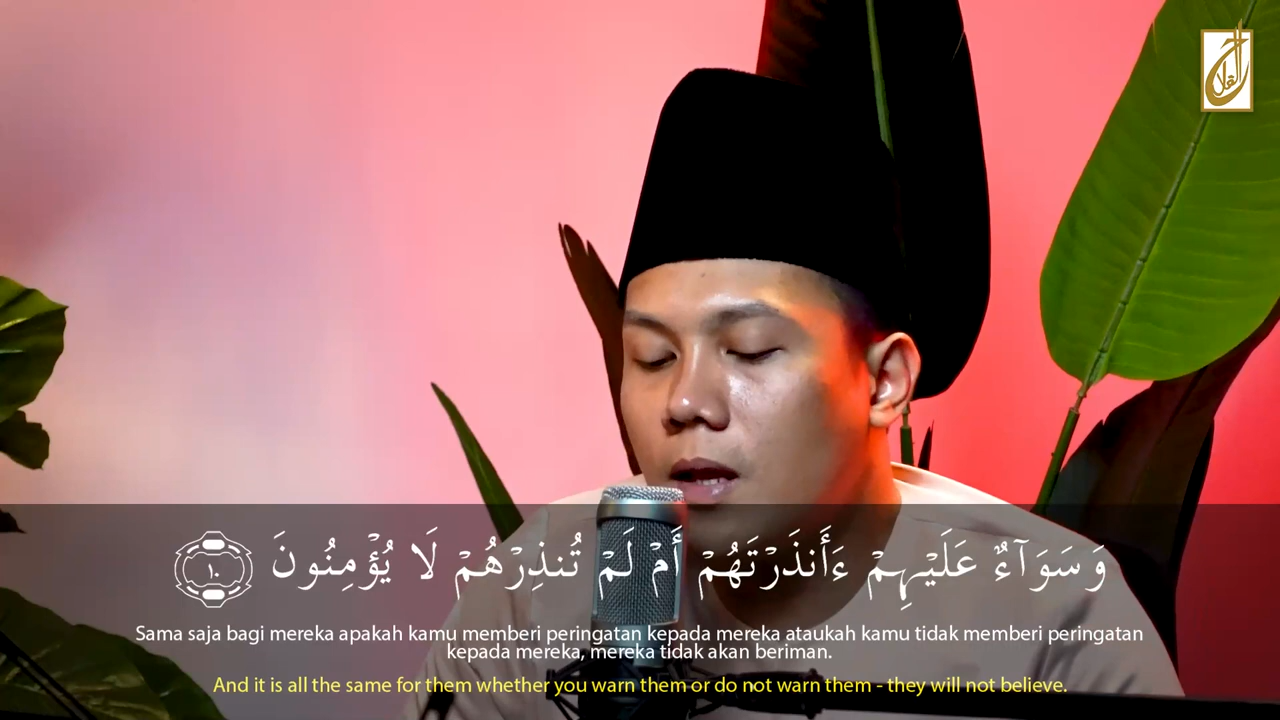 القلاح
وَسَوَآءٌ عَلَيْهِمْ ءَأَنذَرْتَهُمْ أَمْ لَمْ تُنذِرْهُمْ لَا يُؤْمِنُونَ ١٠
Sama saja bagi mereka apakah kamu memberi peringatan kepada mereka ataukah kamu tidak memberi peringatan
kepada mereka, mereka tidak akan beriman.
And it is all the same for them whether you warn them or do not warn them - they will not believe.